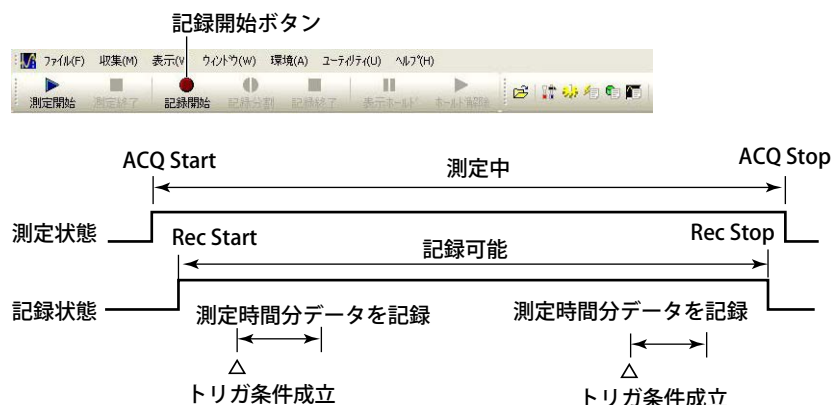 記録開始ボタン
ファイル(F) 収集(M) 表示(V) ウィンドウ(W) 環境(A) ユーティリティ(U) ヘルプ(H)
測定開始 測定終了 記録開始 記録分割 記録終了 表示ホールド ホールド解除
ACQ Start 測定中 ACQ Stop
測定状態 Rec Start 記録可能 Rec Stop
記録状態 測定時間分データを記録 測定時間分データを記録
トリガ条件成立 トリガ条件成立